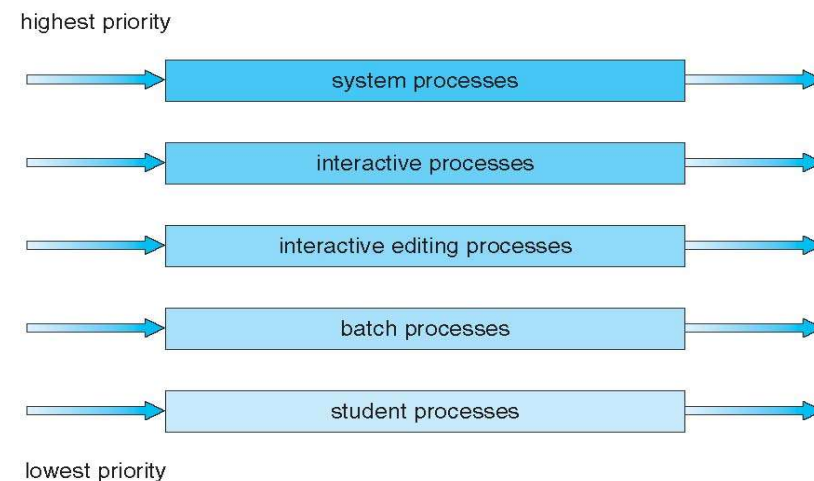 highest priority
system processes
interactive processes
interactive editing processes
batch processes
student processes
lowest priority